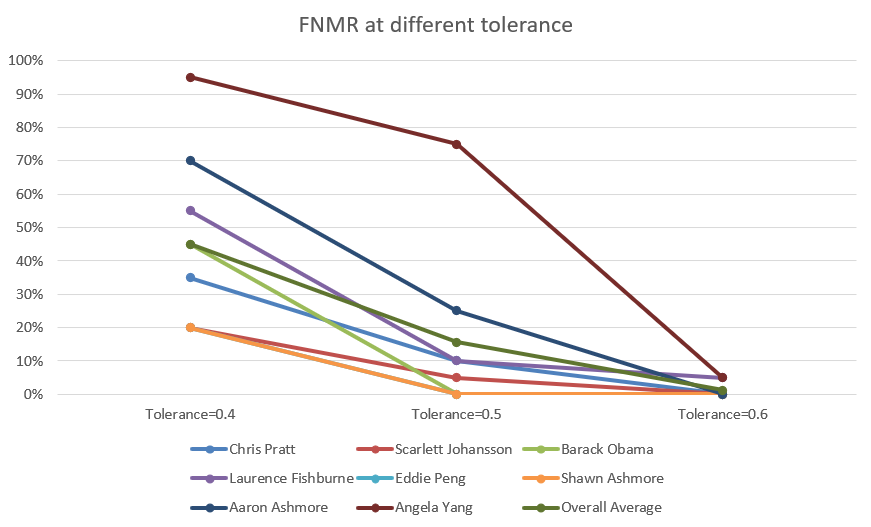 FNMR at different tolerance
100%
90%
80%
70%
60%
50%
40%
30%
20%
10%
0%
Tolerance=0.4 Tolerance=0.5 Tolerance=0.6
Chris Pratt Scarlett Johansson Barack Obama
Laurence Fishburne Eddie Peng Shawn Ashmore
Aaron Ashmore Angela Yang Overall Average